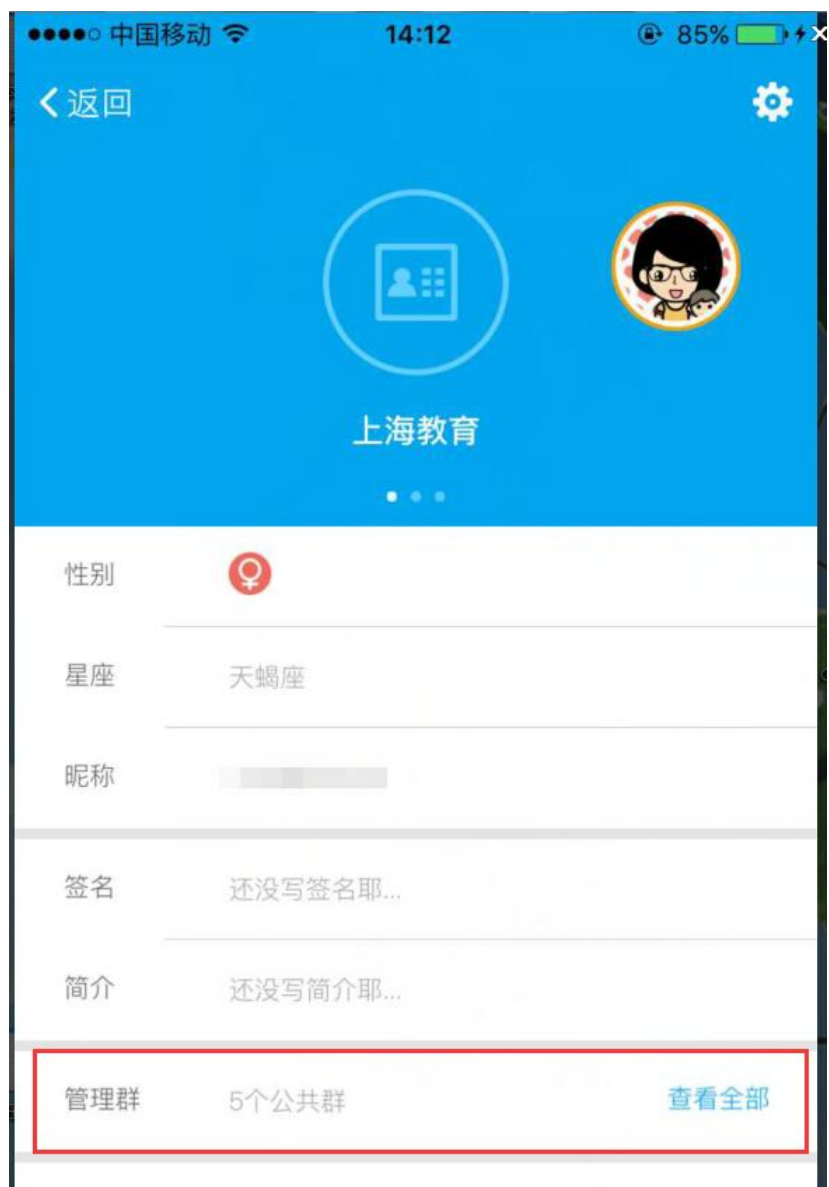 中国移动 14:12 85%
返回
上海教育
性别
星座 天蝎座
昵称
签名 还没写签名耶...
简介 还没写简介耶...
管理群 5个公共群 查看全部